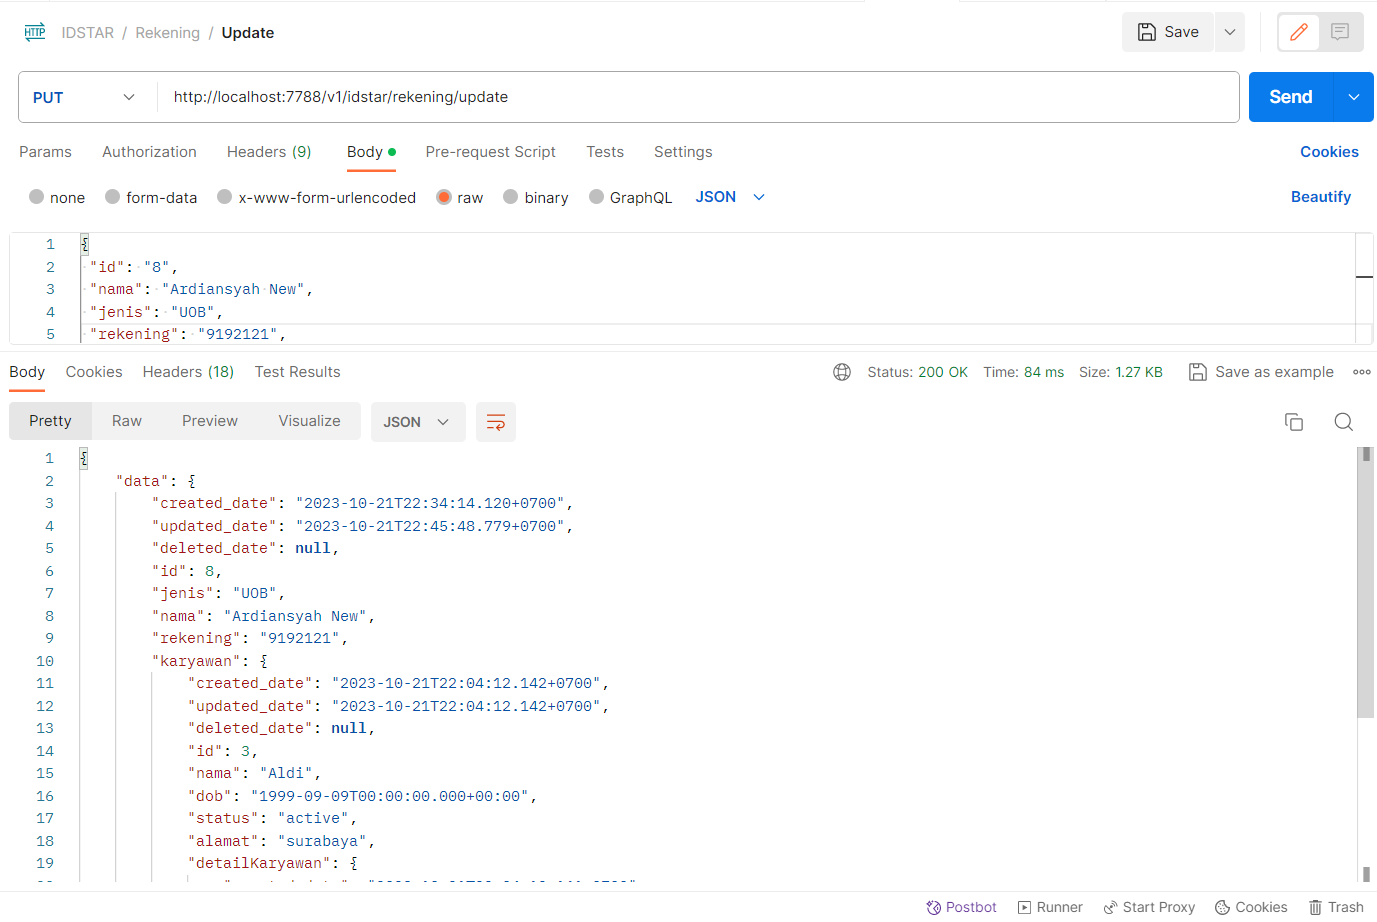 HTTP IDSTAR / Rekening / Update Save
PUT http://localhost:7788/v1/idstar/rekening/update Send
Params Authorization Headers (9) Body Pre-request Script Tests Settings Cookies
none form-data x-www-form-urlencoded raw binary GraphQL JSON Beautify
1 {
2 "id": "8",
3 "nama": "Ardiansyah New",
4 "jenis": "UOB",
5 "rekening": "9192121",
Body Cookies Headers (18) Test Results Status: 200 OK Time: 84 ms Size: 1.27 KB Save as example
Pretty Raw Preview Visualize JSON
1 {
2 "data": {
3 "created_date": "2023-10-21T22:34:14.120+0700",
4 "updated_date": "2023-10-21T22:45:48.779+0700",
5 "deleted_date": null,
6 "id": 8,
7 "jenis": "UOB",
8 "nama": "Ardiansyah New",
9 "rekening": "9192121",
10 "karyawan": {
11 "created_date": "2023-10-21T22:04:12.142+0700",
12 "updated_date": "2023-10-21T22:04:12.142+0700",
13 "deleted_date": null,
14 "id": 3,
15 "nama": "Aldi",
16 "dob": "1999-09-09T00:00:00.000+00:00",
17 "status": "active",
18 "alamat": "surabaya",
19 "detailKaryawan": {
Postbot Runner Start Proxy Cookies Trash